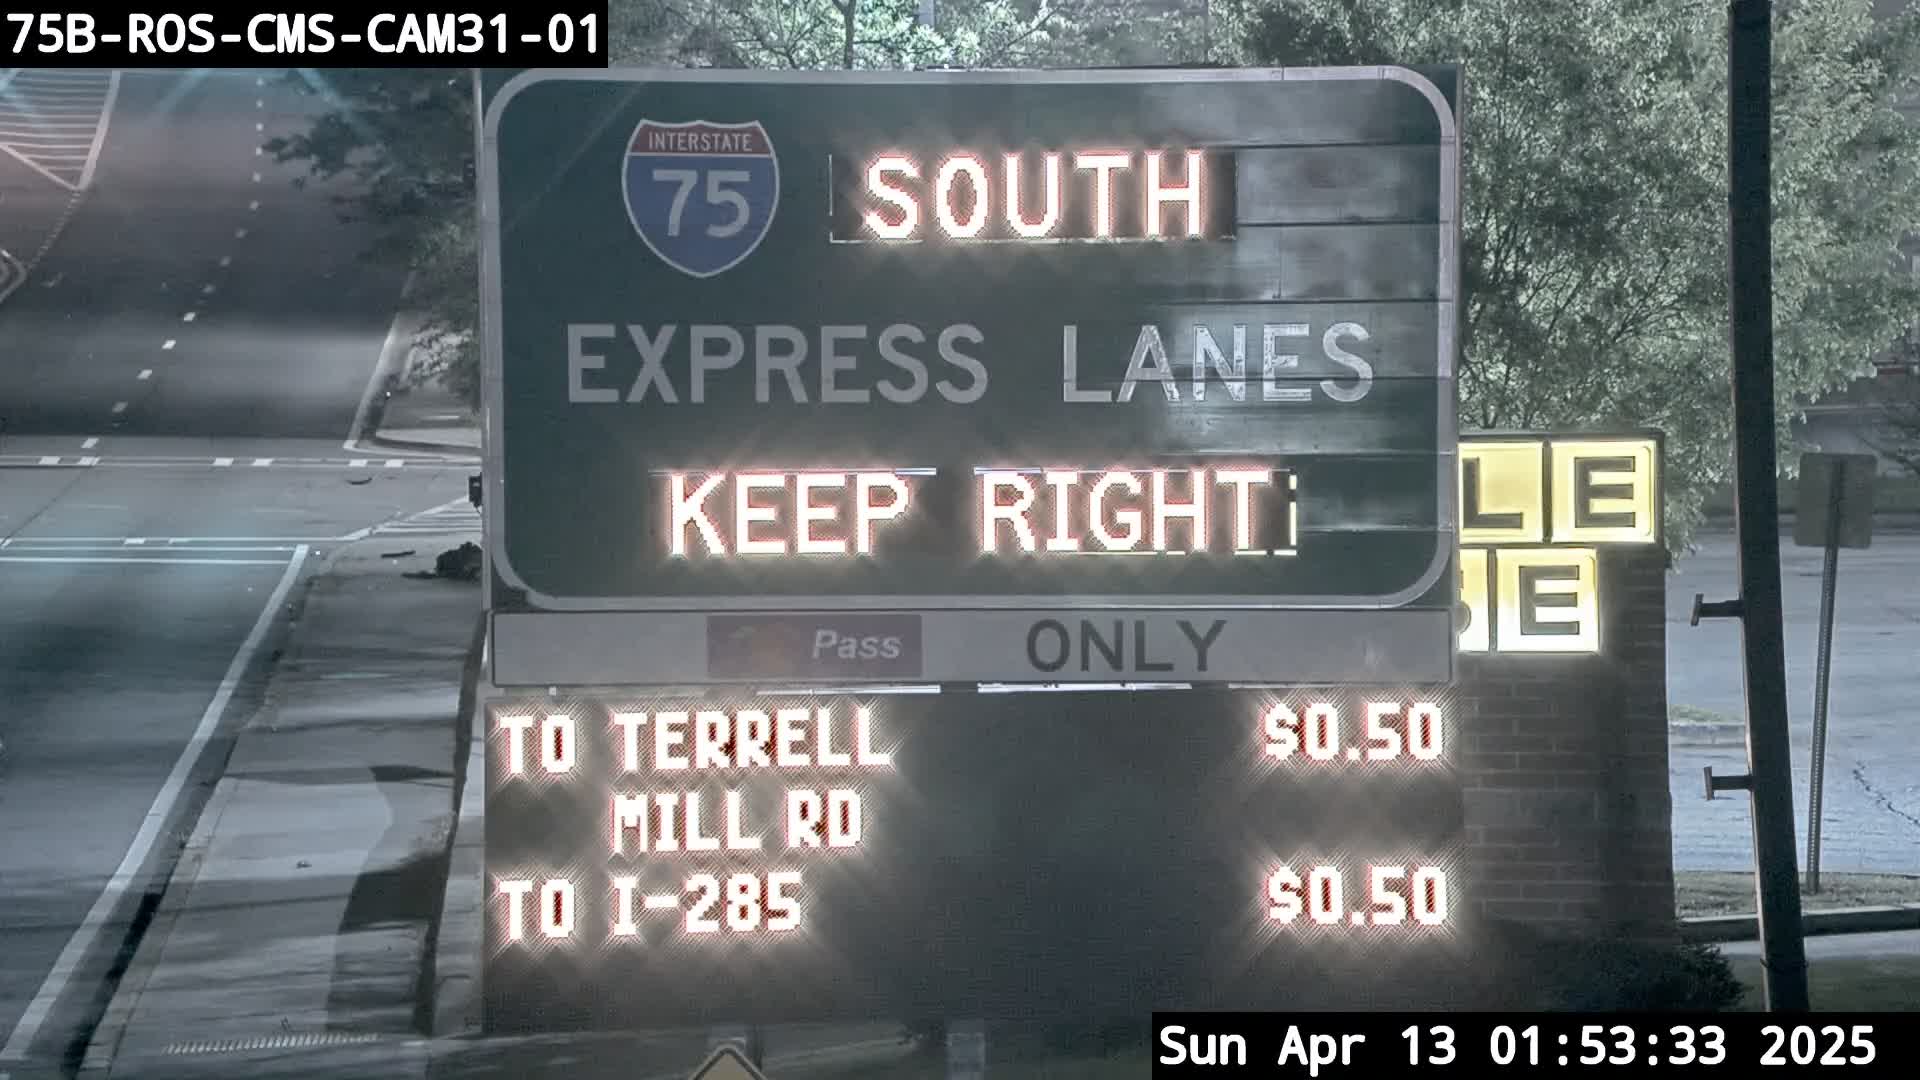 75B-ROS-CMS-CAM31-01
INTERSTATE
75
SOUTH
EXPRESS LANES
KEEP RIGHT
Pass ONLY
TO TERRELL $0.50
MILL RD
TO I-285 $0.50
LE
E
Sun Apr 13 01:53:33 2025